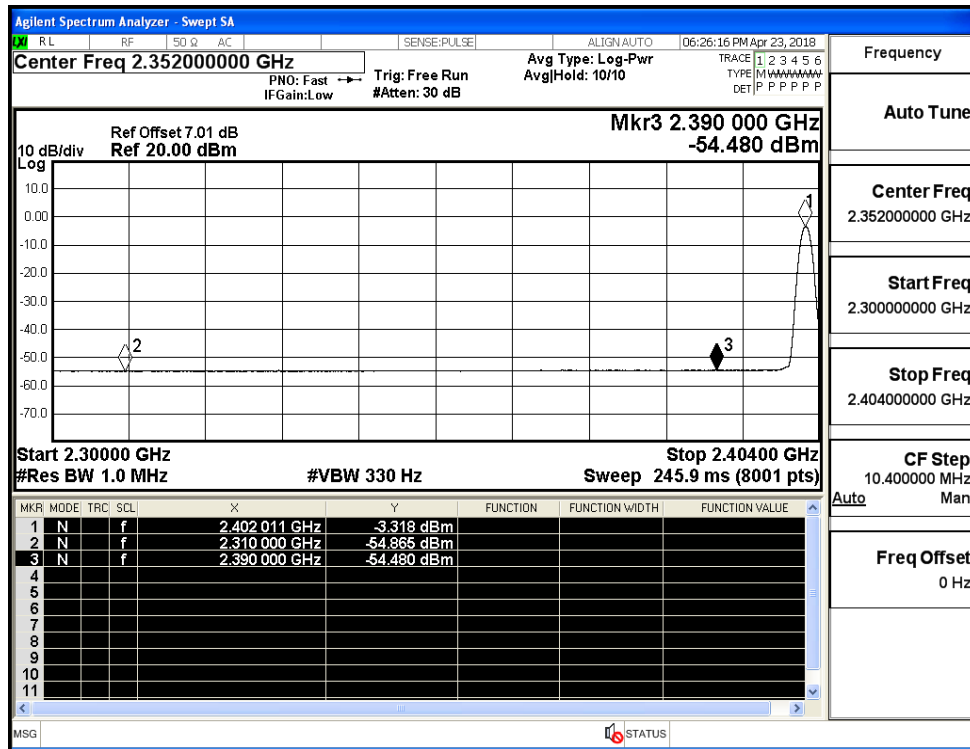 Agilent Spectrum Analyzer - Swept SA
LXI RL RF 50 Ω AC SENSE:PULSE ALIGN AUTO 06:26:16 PM Apr 23, 2018
Center Freq 2.352000000 GHz
PNO: Fast
IFGain:Low
Trig: Free Run
#Atten: 30 dB
Avg Type: Log-Pwr
Avg|Hold: 10/10
TRACE 1 2 3 4 5 6
TYPE M WWWWW
DET P P P P P P
Ref Offset 7.01 dB
10 dB/div Ref 20.00 dBm
Log
Mkr3 2.390 000 GHz
-54.480 dBm
10.0
0.00
-10.0
-20.0
-30.0
-40.0
-50.0
-60.0
-70.0
1
2
3
Start 2.30000 GHz Stop 2.40400 GHz
#Res BW 1.0 MHz #VBW 330 Hz Sweep 245.9 ms (8001 pts)
MKR MODE TRC SCL X Y FUNCTION FUNCTION WIDTH FUNCTION VALUE
1 N f 2.402 011 GHz -3.318 dBm
2 N f 2.310 000 GHz -54.865 dBm
3 N f 2.390 000 GHz -54.480 dBm
4
5
6
7
8
9
10
11
MSG STATUS
Frequency
Auto Tune
Center Freq
2.352000000 GHz
Start Freq
2.300000000 GHz
Stop Freq
2.404000000 GHz
CF Step
10.400000 MHz
Auto Man
Freq Offset
0 Hz